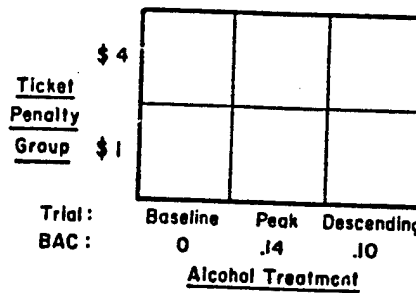 $ 4
Ticket
Penalty
Group $ 1
Trial: Baseline Peak Descending
BAC: 0 .14 .10
Alcohol Treatment